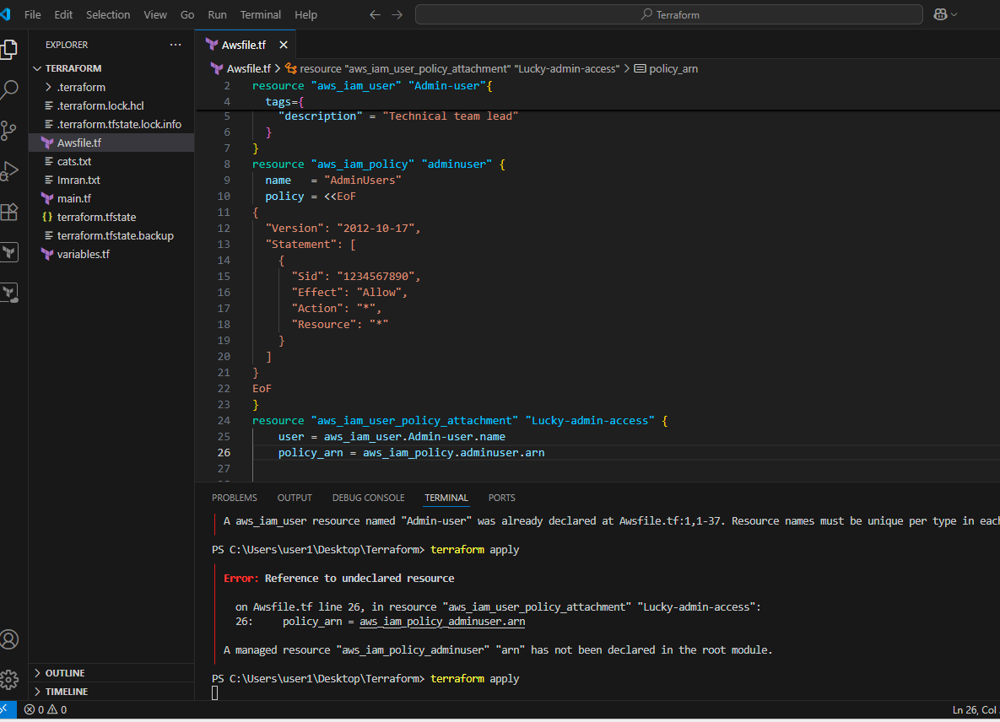 File Edit Selection View Go Run Terminal Help
Terraform
EXPLORER
TERRAFORM
.terraform
.terraform.lock.hcl
.terraform.tfstate.lock.info
Awsfile.tf
cats.txt
Imran.txt
main.tf
terraform.tfstate
terraform.tfstate.backup
variables.tf
OUTLINE
TIMELINE
Awsfile.tf
Awsfile.tf > resource "aws_iam_user_policy_attachment" "Lucky-admin-access" > policy_arn
2 resource "aws_iam_user" "Admin-user"{
4 tags={
5 "description" = "Technical team lead"
6 }
7 }
8 resource "aws_iam_policy" "adminuser" {
9 name   = "AdminUsers"
10 policy = <<EoF
11 {
12 "Version": "2012-10-17",
13 "Statement": [
14 {
15 "Sid": "1234567890",
16 "Effect": "Allow",
17 "Action": "*",
18 "Resource": "*"
19 }
20 ]
21 }
22 EoF
23 }
24 resource "aws_iam_user_policy_attachment" "Lucky-admin-access" {
25 user = aws_iam_user.Admin-user.name
26 policy_arn = aws_iam_policy.adminuser.arn
27
PROBLEMS OUTPUT DEBUG CONSOLE TERMINAL PORTS
A aws_iam_user resource named "Admin-user" was already declared at Awsfile.tf:1,1-37. Resource names must be unique per type in each
PS C:\Users\user1\Desktop\Terraform> terraform apply
Error: Reference to undeclared resource
on Awsfile.tf line 26, in resource "aws_iam_user_policy_attachment" "Lucky-admin-access":
26:     policy_arn = aws_iam_policy_adminuser.arn
A managed resource "aws_iam_policy_adminuser" "arn" has not been declared in the root module.
PS C:\Users\user1\Desktop\Terraform> terraform apply
0 0
Ln 26, Col